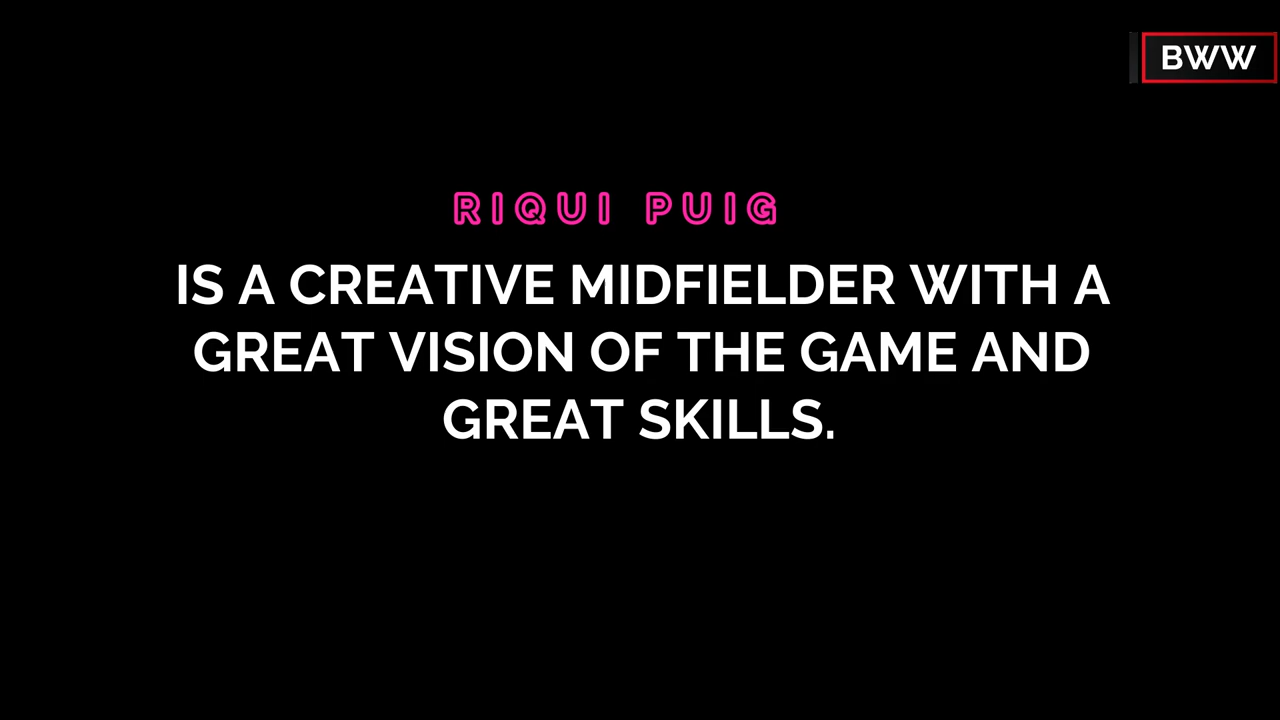 BWW
RIQUI PUIG
IS A CREATIVE MIDFIELDER WITH A
GREAT VISION OF THE GAME AND
GREAT SKILLS.